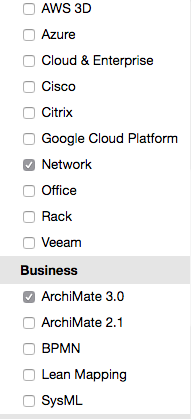 AWS 3D
Azure
Cloud & Enterprise
Cisco
Citrix
Google Cloud Platform
Network
Office
Rack
Veeam
Business
ArchiMate 3.0
ArchiMate 2.1
BPMN
Lean Mapping
SysML